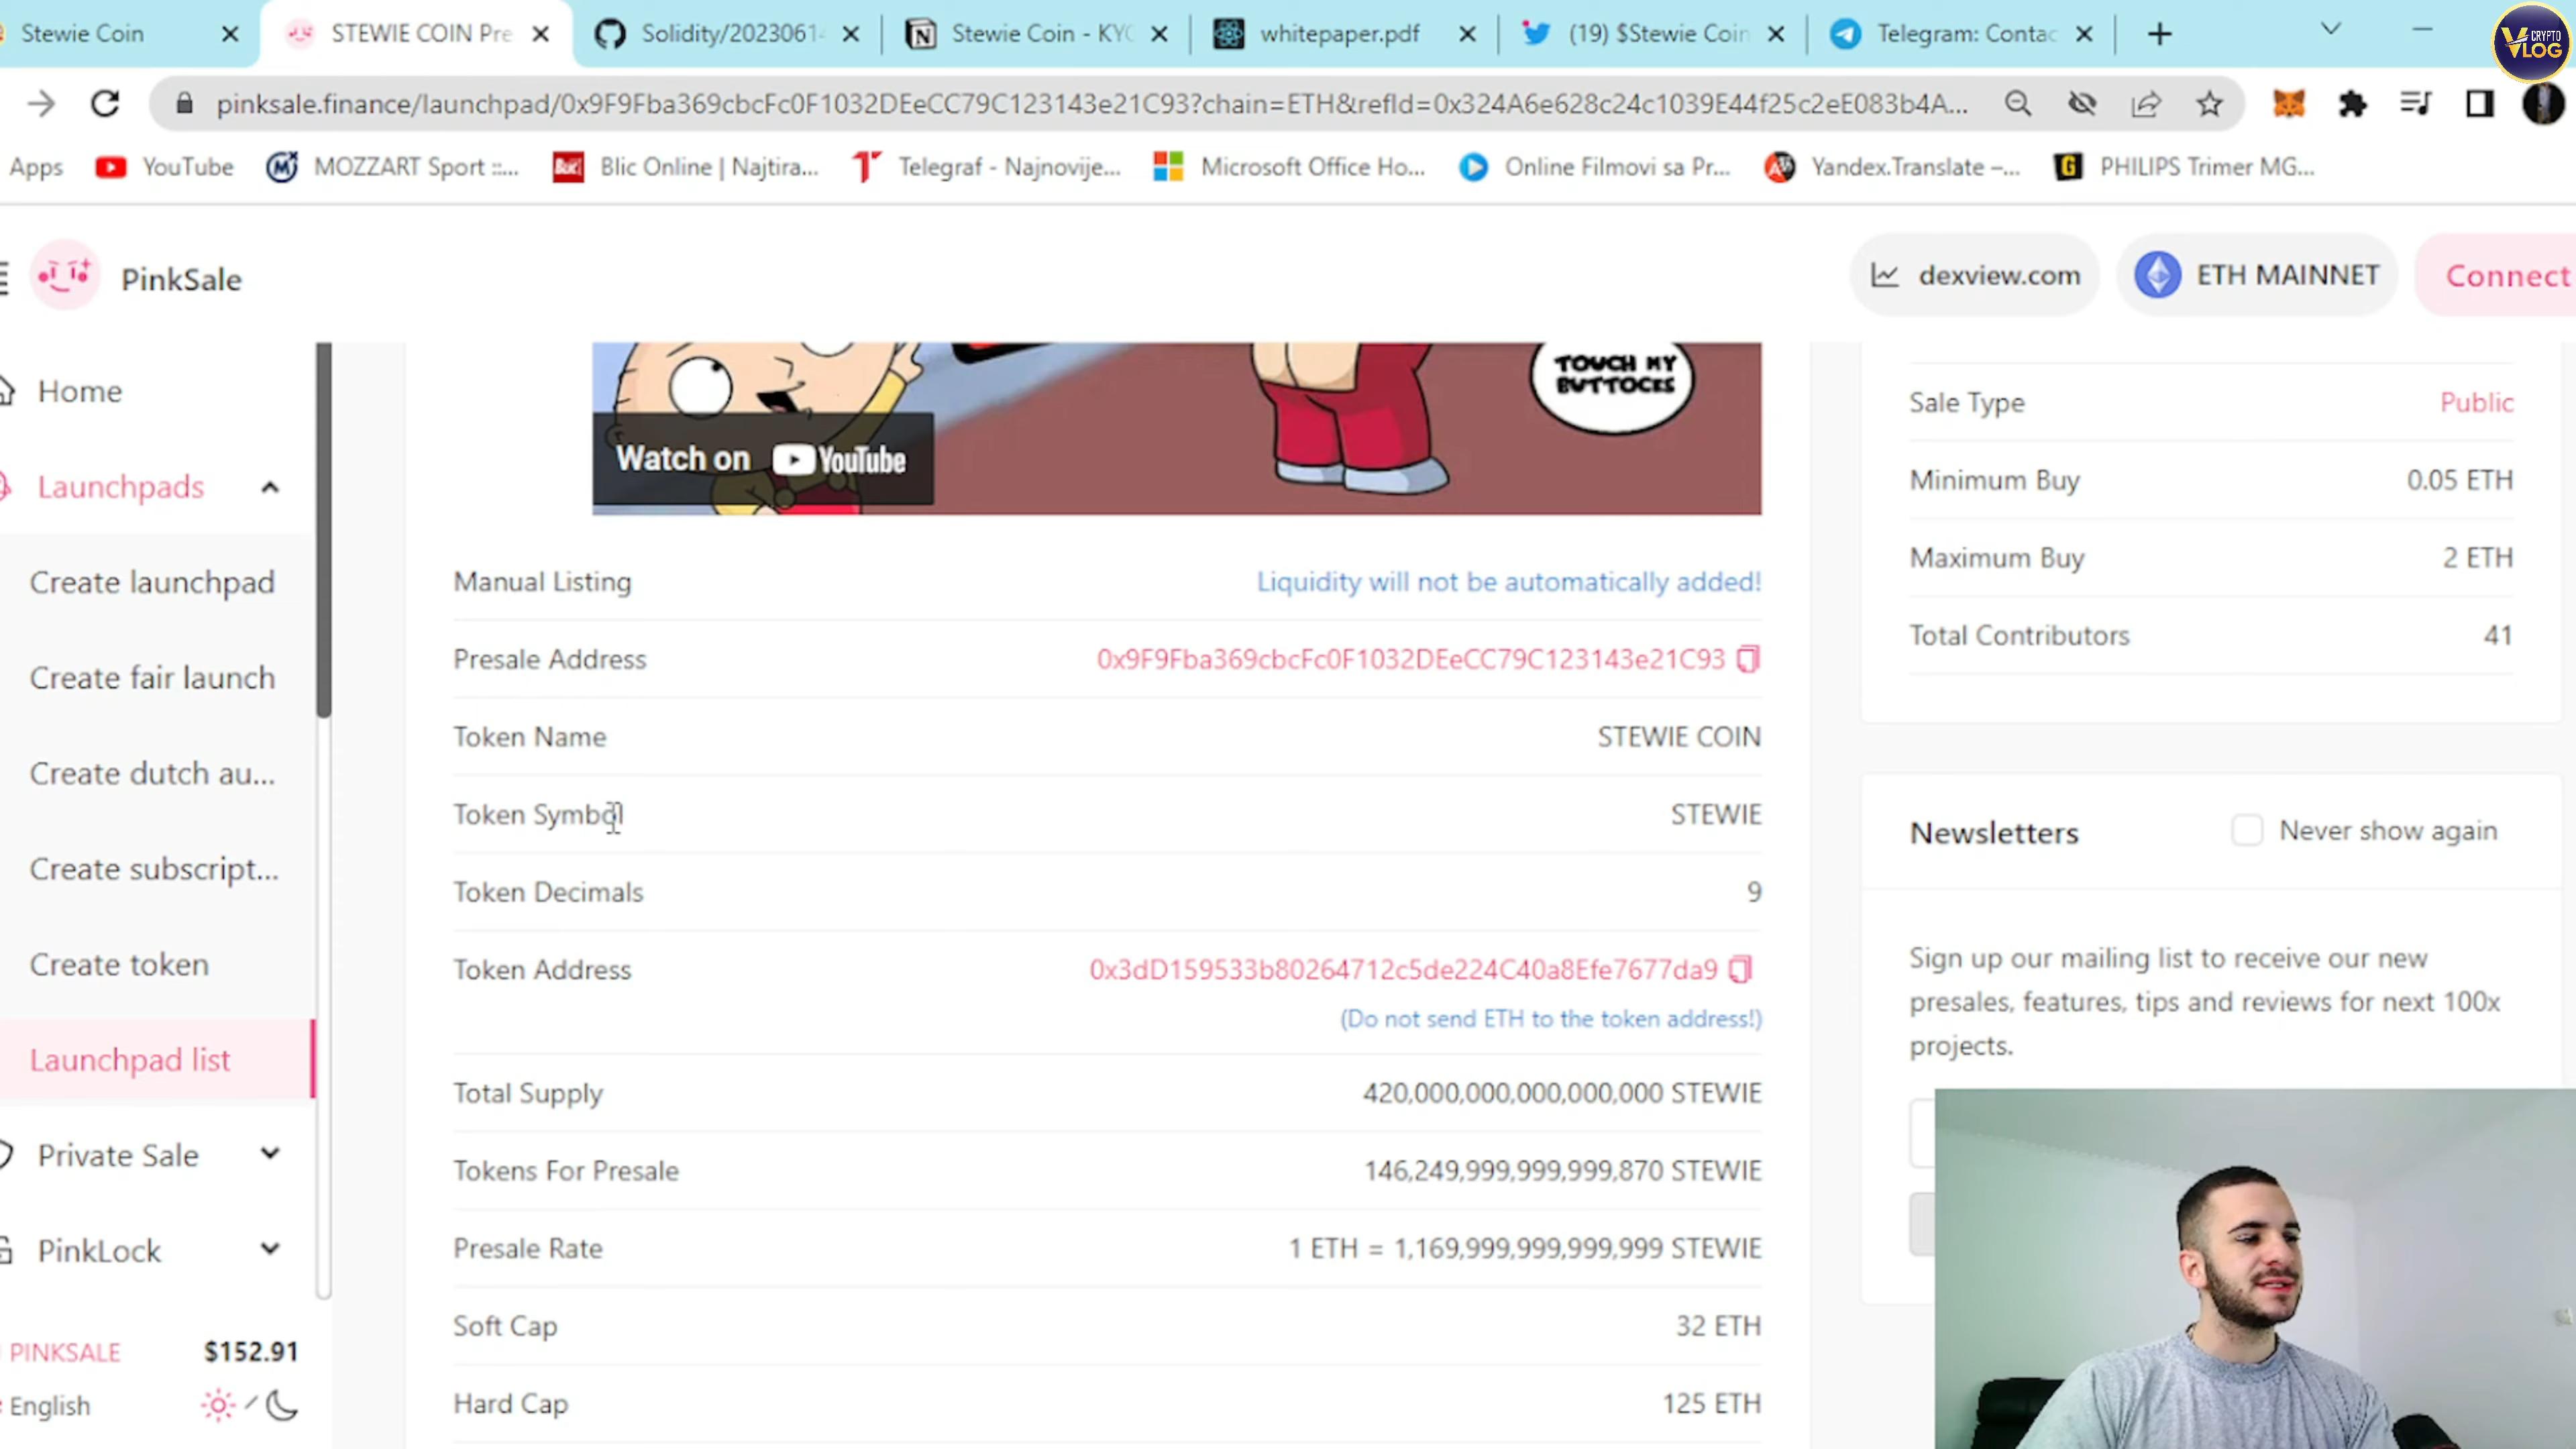 Stewie Coin
STEWIE COIN Pre
Solidity/20230614
Stewie Coin - KYC
whitepaper.pdf
(19) $Stewie Coin
Telegram: Contac
CRYPTO
VLOG
pinksale.finance/launchpad/0x9F9Fba369cbcFc0F1032DEeCC79C123143e21C93?chain=ETH&refId=0x324A6e628c24c1039E44f25c2eE083b4A...
Apps
YouTube
MOZZART Sport ::...
Blic Online | Najtira...
Telegraf - Najnovije...
Microsoft Office Ho...
Online Filmovi sa Pr...
Yandex.Translate –...
PHILIPS Trimer MG...
PinkSale
dexview.com
ETH MAINNET
Connect
Home
Launchpads
Create launchpad
Create fair launch
Create dutch au...
Create subscript...
Create token
Launchpad list
Private Sale
PinkLock
PINKSALE
$152.91
English
TOUCH MY
BUTTOCKS
Watch on YouTube
Manual Listing
Liquidity will not be automatically added!
Presale Address
0x9F9Fba369cbcFc0F1032DEeCC79C123143e21C93
Token Name
STEWIE COIN
Token Symbol
STEWIE
Token Decimals
9
Token Address
0x3dD159533b80264712c5de224C40a8Efe7677da9
(Do not send ETH to the token address!)
Total Supply
420,000,000,000,000,000 STEWIE
Tokens For Presale
146,249,999,999,999,870 STEWIE
Presale Rate
1 ETH = 1,169,999,999,999,999 STEWIE
Soft Cap
32 ETH
Hard Cap
125 ETH
Sale Type
Public
Minimum Buy
0.05 ETH
Maximum Buy
2 ETH
Total Contributors
41
Newsletters
Never show again
Sign up our mailing list to receive our new
presales, features, tips and reviews for next 100x
projects.